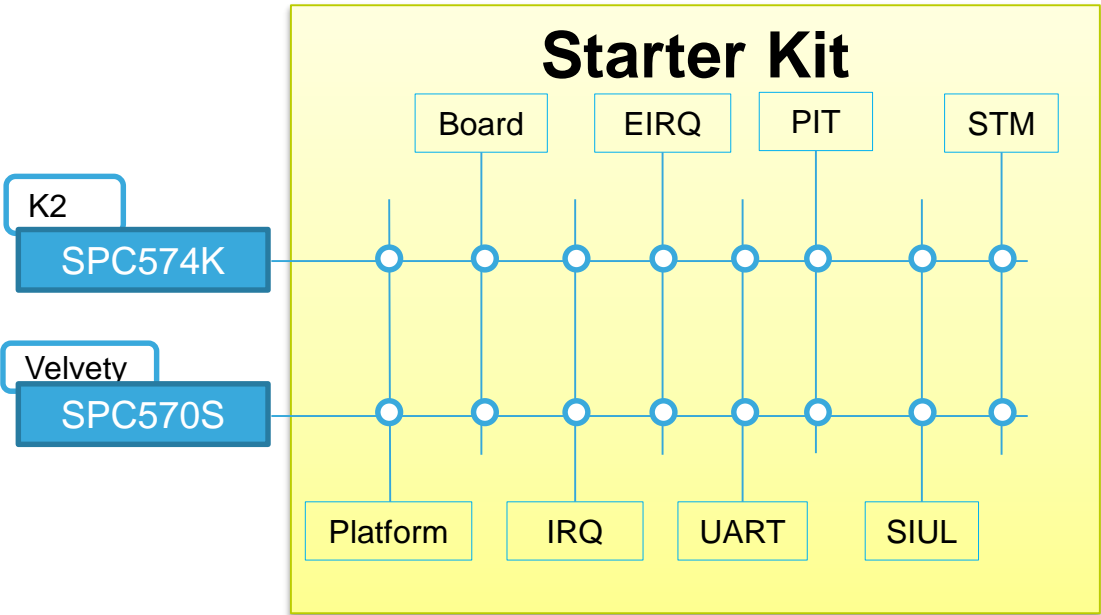 Starter Kit
Board
EIRQ
PIT
STM
K2
SPC574K
Velvety
SPC570S
Platform
IRQ
UART
SIUL